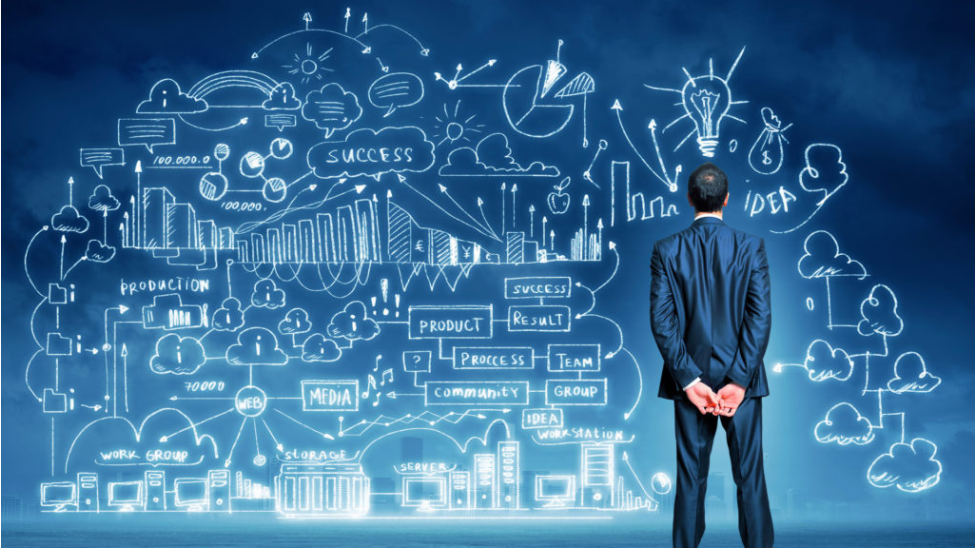 SUCCESS
100.000.0
100,000.
$
IDEA
€
¥
PRODUCTION
i
SUCCESS
!!!
PRODUCT
RESULT
i
i
i
i
i
i
i
?
PROCCESS
TEAM
70000
WEB
MEDIA
COMMUNITY
GROUP
IDEA
WORKSTATION
WORK GROUP
STORAGE
SERVER